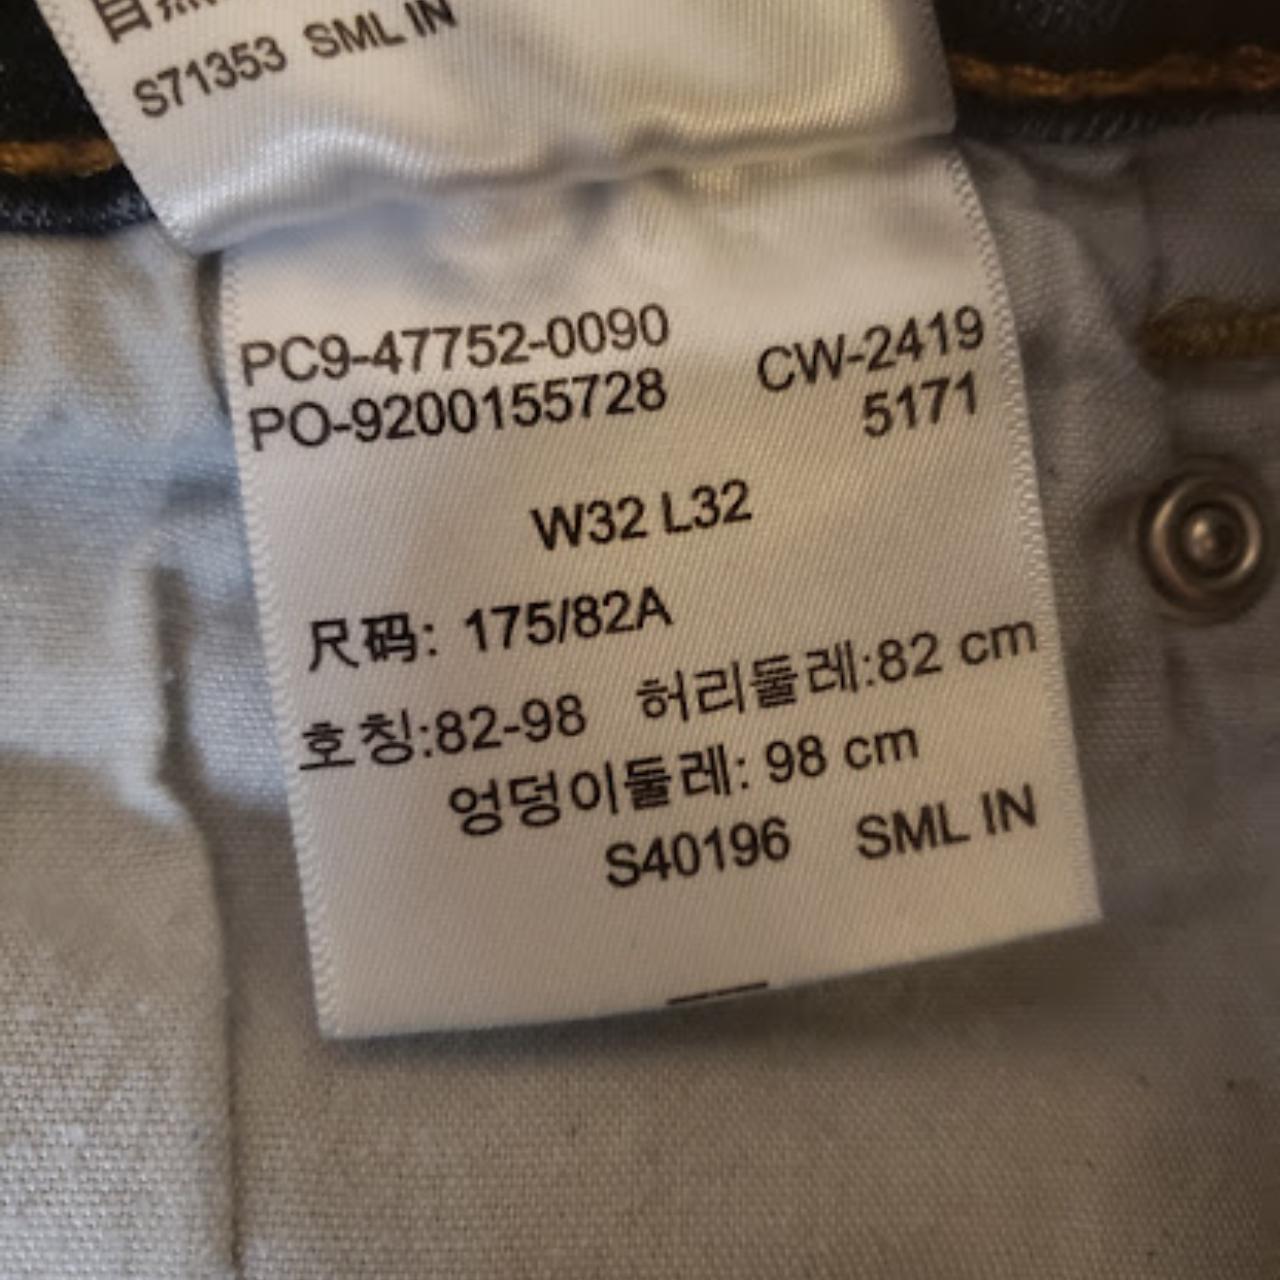 S71353 SML IN
PC9-47752-0090 CW-2419
PO-9200155728 5171
W32 L32
尺码: 175/82A
호칭:82-98 허리둘레:82 cm
엉덩이둘레: 98 cm
S40196 SML IN